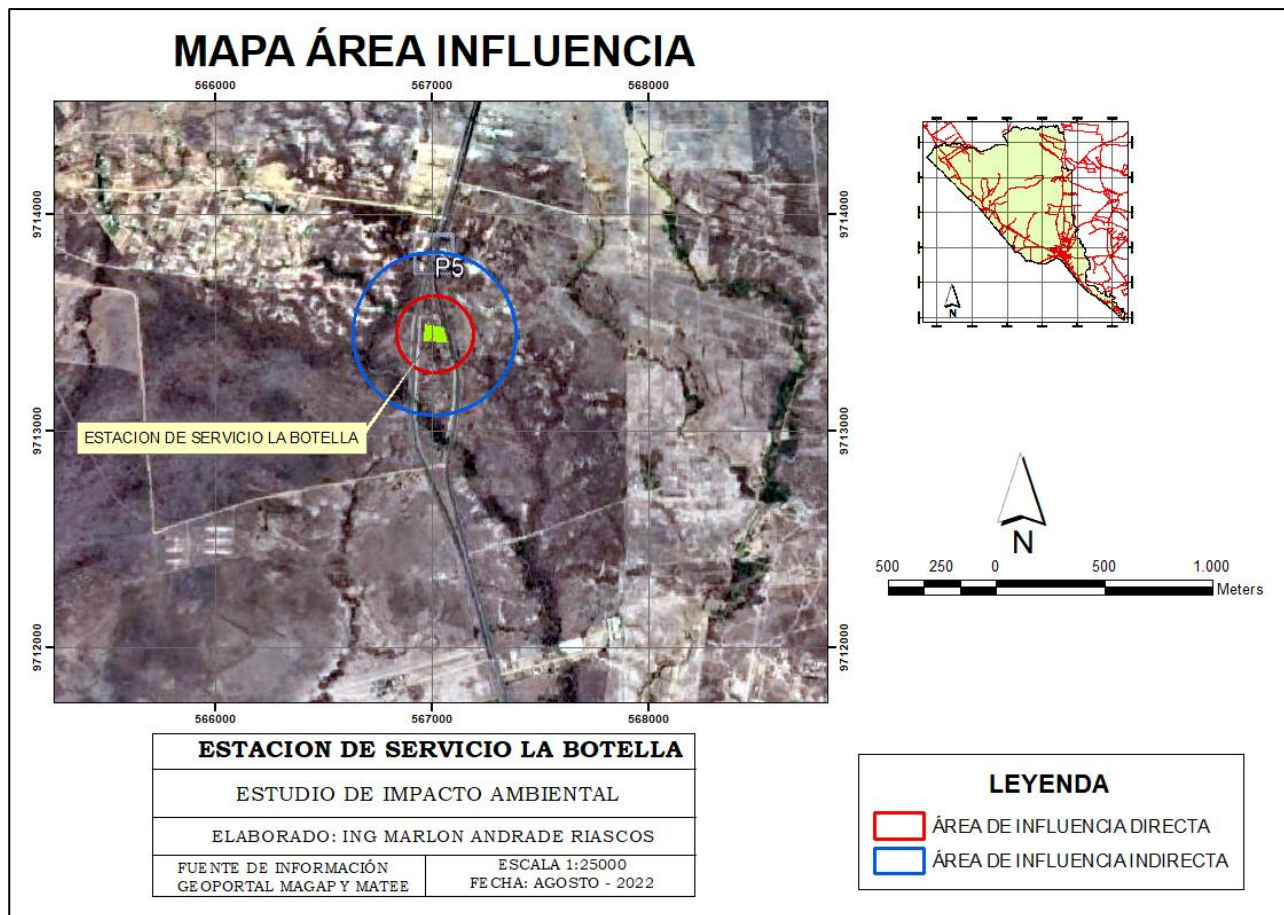 MAPA ÁREA INFLUENCIA
566000
567000
568000
9714000
9714000
P5
ESTACION DE SERVICIO LA BOTELLA
9713000
9713000
9712000
9712000
566000
567000
568000
N
N
500 250 0 500 1.000
Meters
ESTACION DE SERVICIO LA BOTELLA
ESTUDIO DE IMPACTO AMBIENTAL
ELABORADO: ING MARLON ANDRADE RIASCOS
FUENTE DE INFORMACIÓN
GEOPORTAL MAGAP Y MATEE
ESCALA 1:25000
FECHA: AGOSTO - 2022
LEYENDA
ÁREA DE INFLUENCIA DIRECTA
ÁREA DE INFLUENCIA INDIRECTA